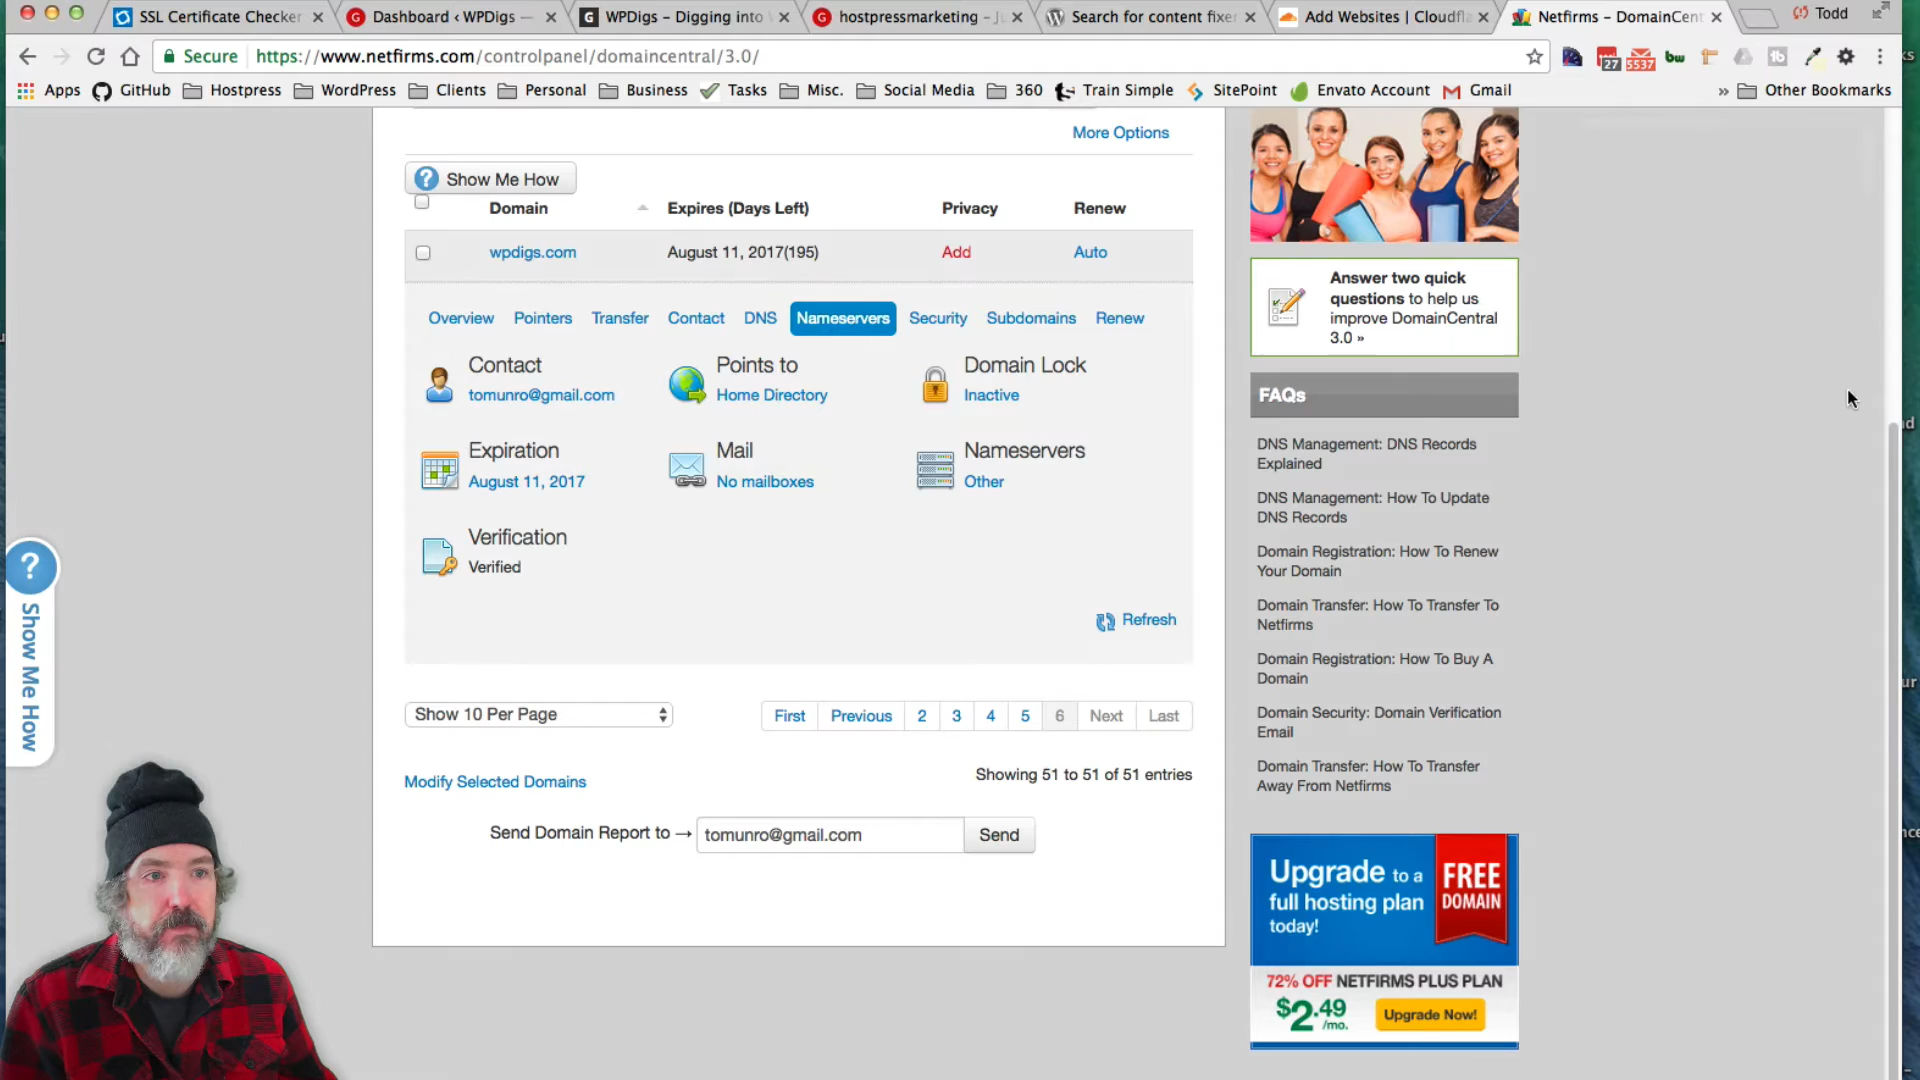 SSL Certificate Checker
Dashboard ‹ WPDigs —
WPDigs – Digging into
hostpressmarketing –
Search for content fixer
Add Websites | Cloudfla
Netfirms – DomainCent
Todd
Secure
https://www.netfirms.com/controlpanel/domaincentral/3.0/
27
5537
bw
Apps
GitHub
Hostpress
WordPress
Clients
Personal
Business
Tasks
Misc.
Social Media
360
Train Simple
SitePoint
Envato Account
Gmail
»
Other Bookmarks
More Options
? Show Me How
Domain
Expires (Days Left)
Privacy
Renew
wpdigs.com
August 11, 2017(195)
Add
Auto
Overview
Pointers
Transfer
Contact
DNS
Nameservers
Security
Subdomains
Renew
Contact
tomunro@gmail.com
Points to
Home Directory
Domain Lock
Inactive
Expiration
August 11, 2017
Mail
No mailboxes
Nameservers
Other
Verification
Verified
Refresh
Show 10 Per Page
First
Previous
2
3
4
5
6
Next
Last
Modify Selected Domains
Showing 51 to 51 of 51 entries
Send Domain Report to →
tomunro@gmail.com
Send
?
Show Me How
Answer two quick
questions to help us
improve DomainCentral
3.0 »
FAQs
DNS Management: DNS Records
Explained
DNS Management: How To Update
DNS Records
Domain Registration: How To Renew
Your Domain
Domain Transfer: How To Transfer To
Netfirms
Domain Registration: How To Buy A
Domain
Domain Security: Domain Verification
Email
Domain Transfer: How To Transfer
Away From Netfirms
Upgrade to a
full hosting plan
today!
FREE
DOMAIN
72% OFF NETFIRMS PLUS PLAN
$2.49
/mo.
Upgrade Now!